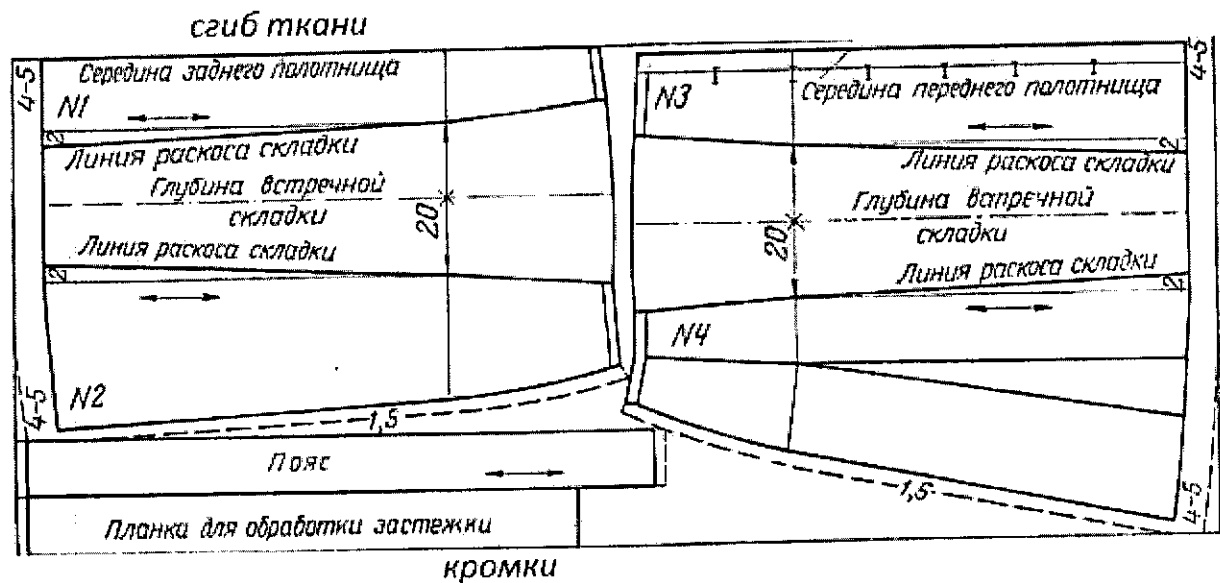 сгиб ткани
Середина заднего полотнища
4-5
N1
2
Линия раскоса складки
Глубина встречной
складки
20
Линия раскоса складки
2
N2
4-5
1,5
Пояс
Планка для обработки застежки
кромки
4-5
N3
Середина переднего полотнища
2
Линия раскоса складки
Глубина впречной
складки
20
Линия раскоса складки
2
N4
1,5
4-5